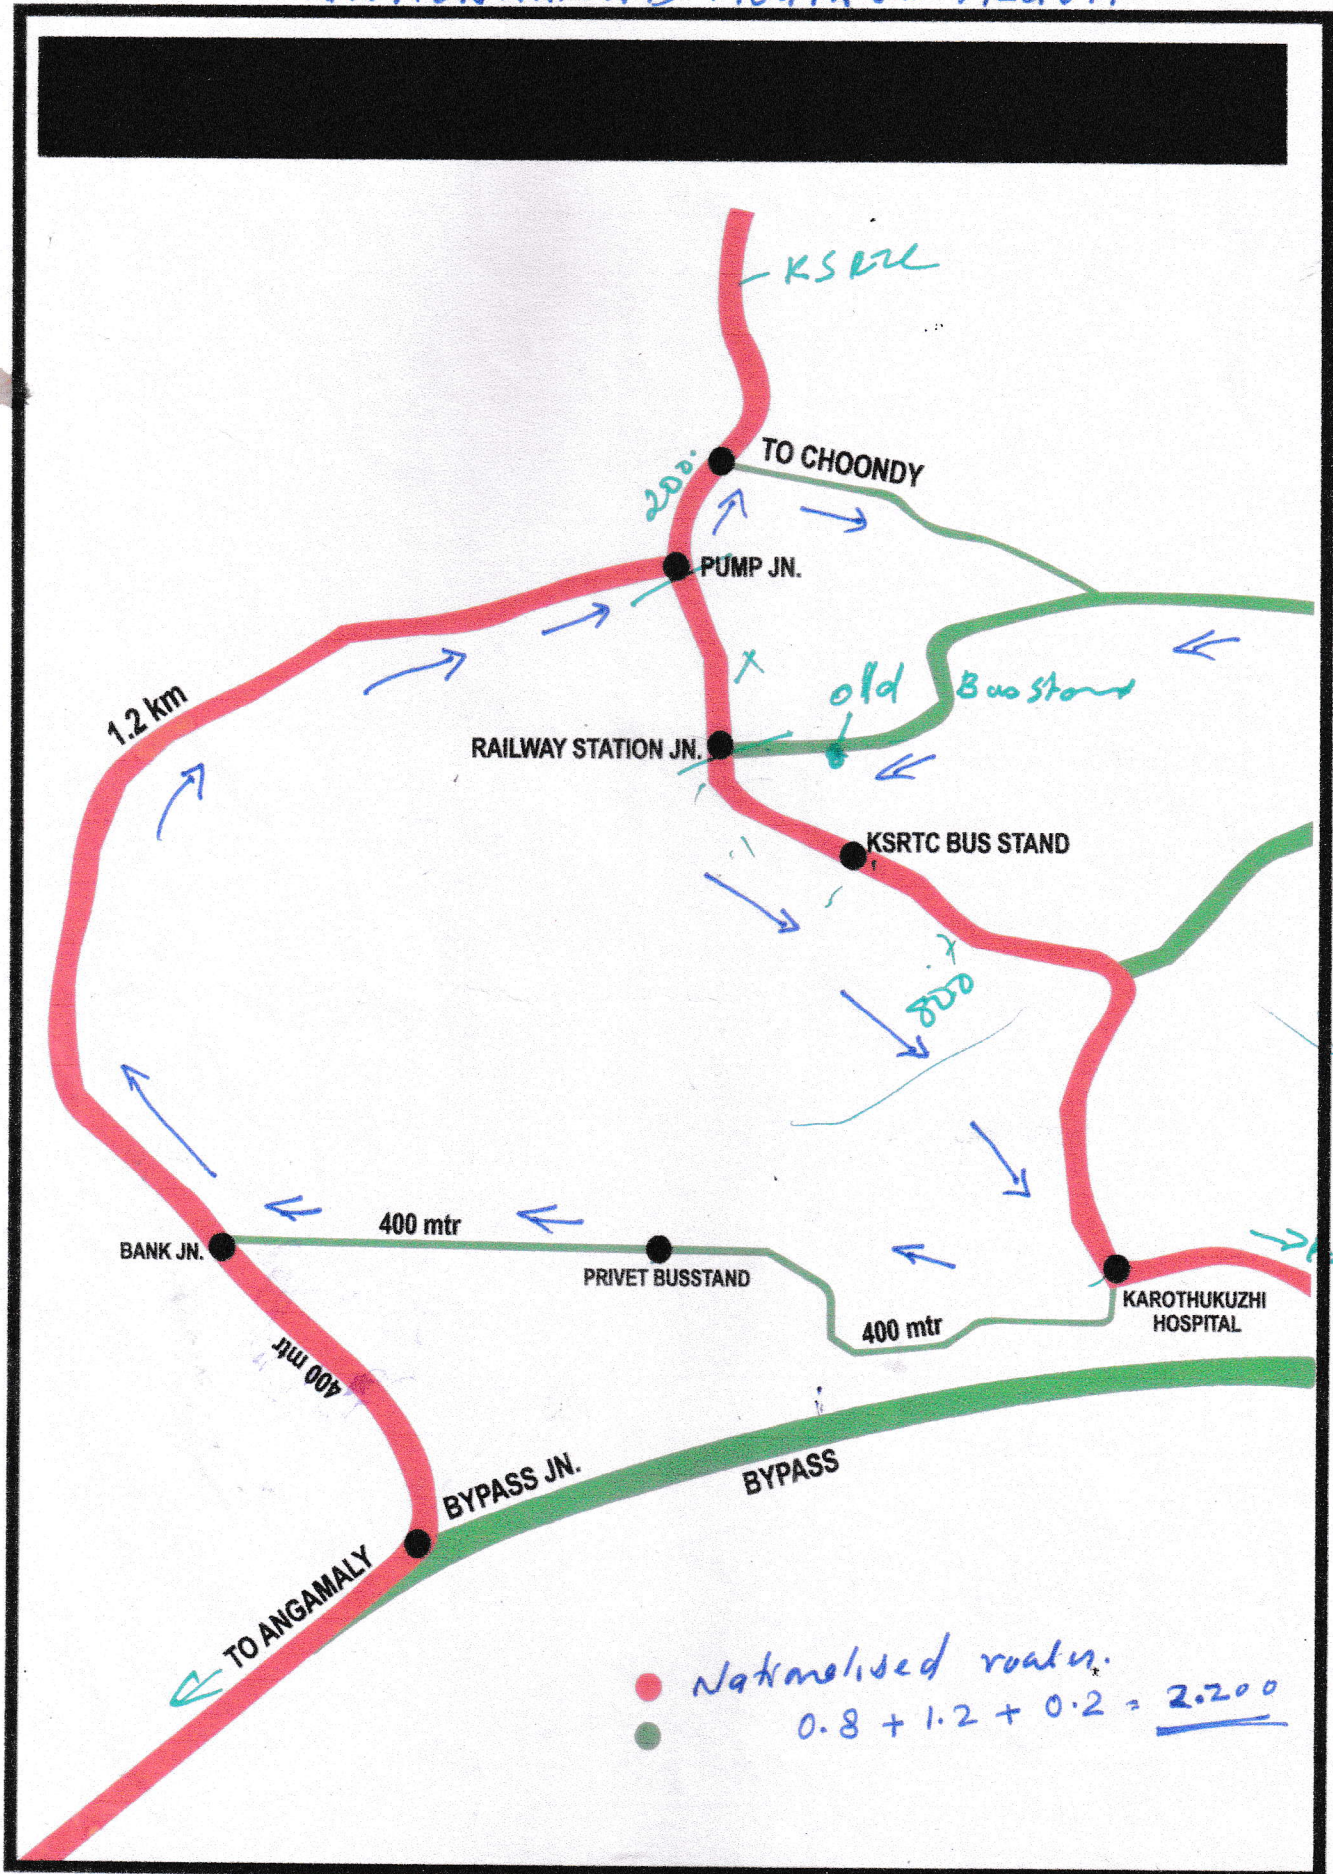 KSRTC
TO CHOONDY
200.
PUMP JN.
old Bus stand
1.2 km
RAILWAY STATION JN.
KSRTC BUS STAND
800
400 mtr
BANK JN.
PRIVET BUSSTAND
KAROTHUKUZHI
HOSPITAL
400 mtr
400 mtr
BYPASS JN.
BYPASS
TO ANGAMALY
Nationalised routes.
0.8 + 1.2 + 0.2 = 2.200